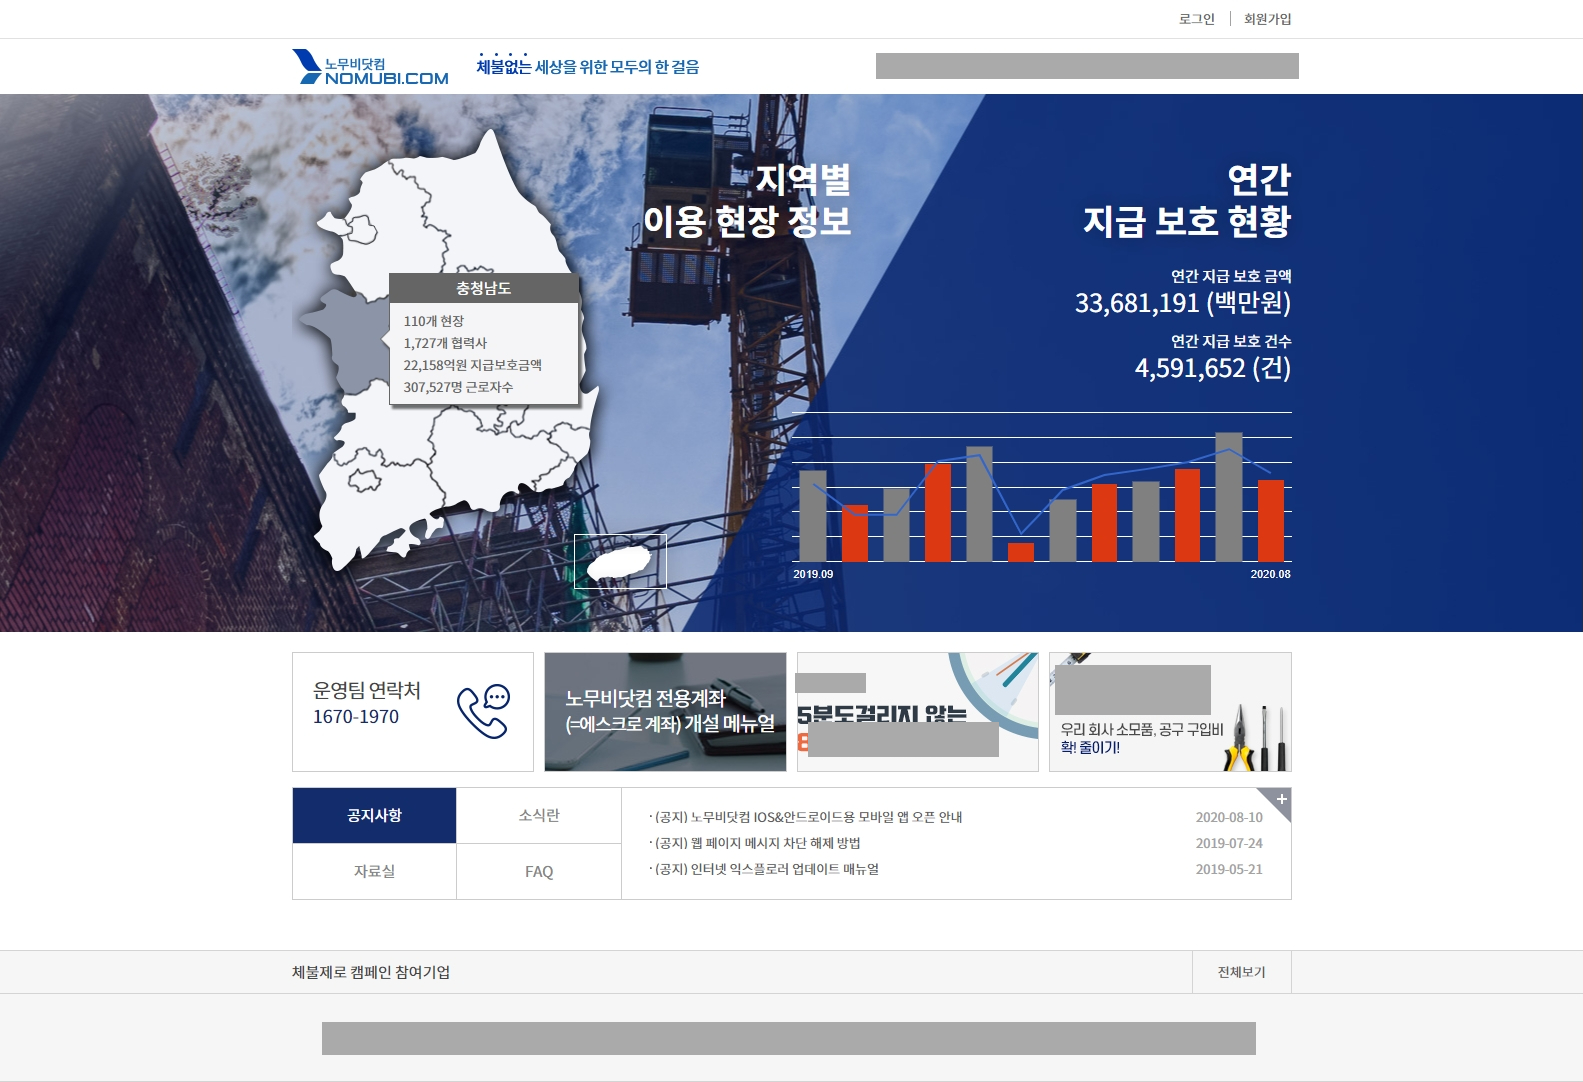 로그인
회원가입
노무비닷컴
NOMUBI.COM
체불없는 세상을 위한 모두의 한 걸음
지역별
이용 현장 정보
연간
지급 보호 현황
연간 지급 보호 금액
33,681,191 (백만원)
연간 지급 보호 건수
4,591,652 (건)
충청남도
110개 현장
1,727개 협력사
22,158억원 지급보호금액
307,527명 근로자수
2019.09
2020.08
운영팀 연락처
1670-1970
노무비닷컴 전용계좌
(=에스크로 계좌) 개설 메뉴얼
5분도걸리지 않는
8
우리 회사 소모품, 공구 구입비
확! 줄이기!
공지사항
소식란
자료실
FAQ
· (공지) 노무비닷컴 IOS&안드로이드용 모바일 앱 오픈 안내 2020-08-10
· (공지) 웹 페이지 메시지 차단 해제 방법 2019-07-24
· (공지) 인터넷 익스플로러 업데이트 매뉴얼 2019-05-21
체불제로 캠페인 참여기업
전체보기